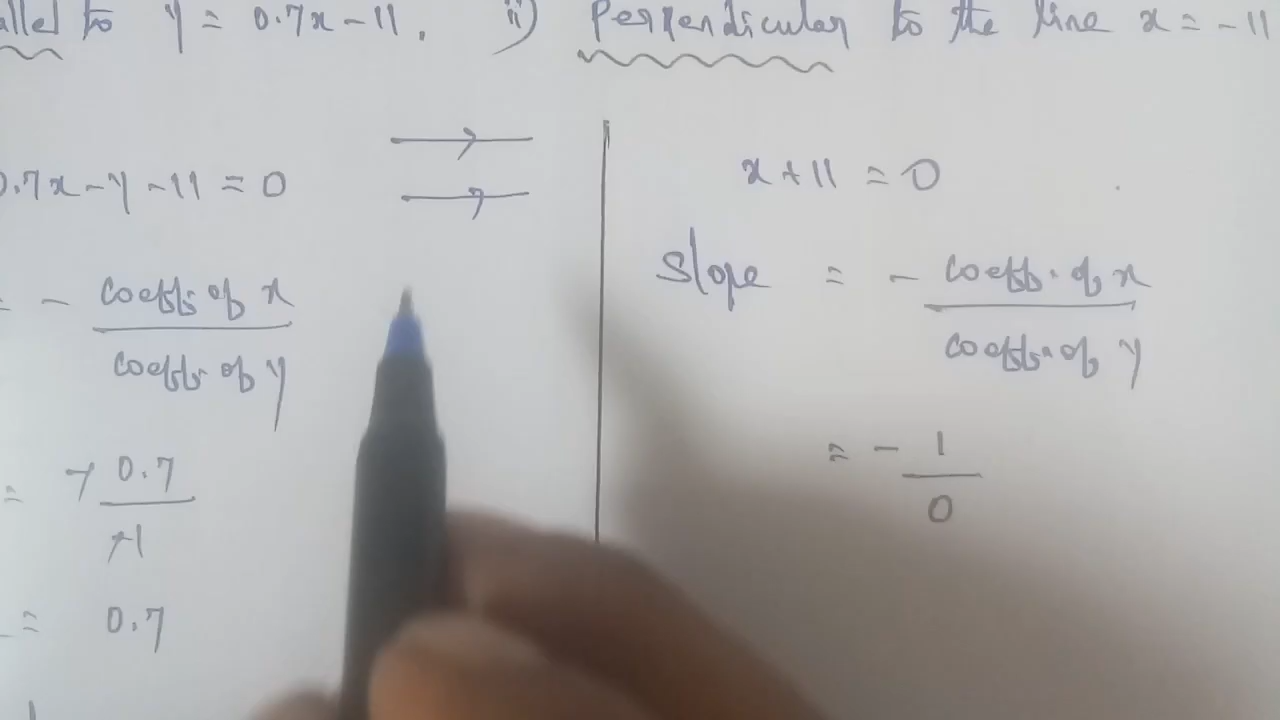 to y = 0.7x - 11. ii) Perpendicular to the line x = -11
0.7x - y - 11 = 0
= - coeff. of x
coeff. of y
= - 0.7
-1
= 0.7
x + 11 = 0
Slope = - coeff. of x
coeff. of y
= - 1
0